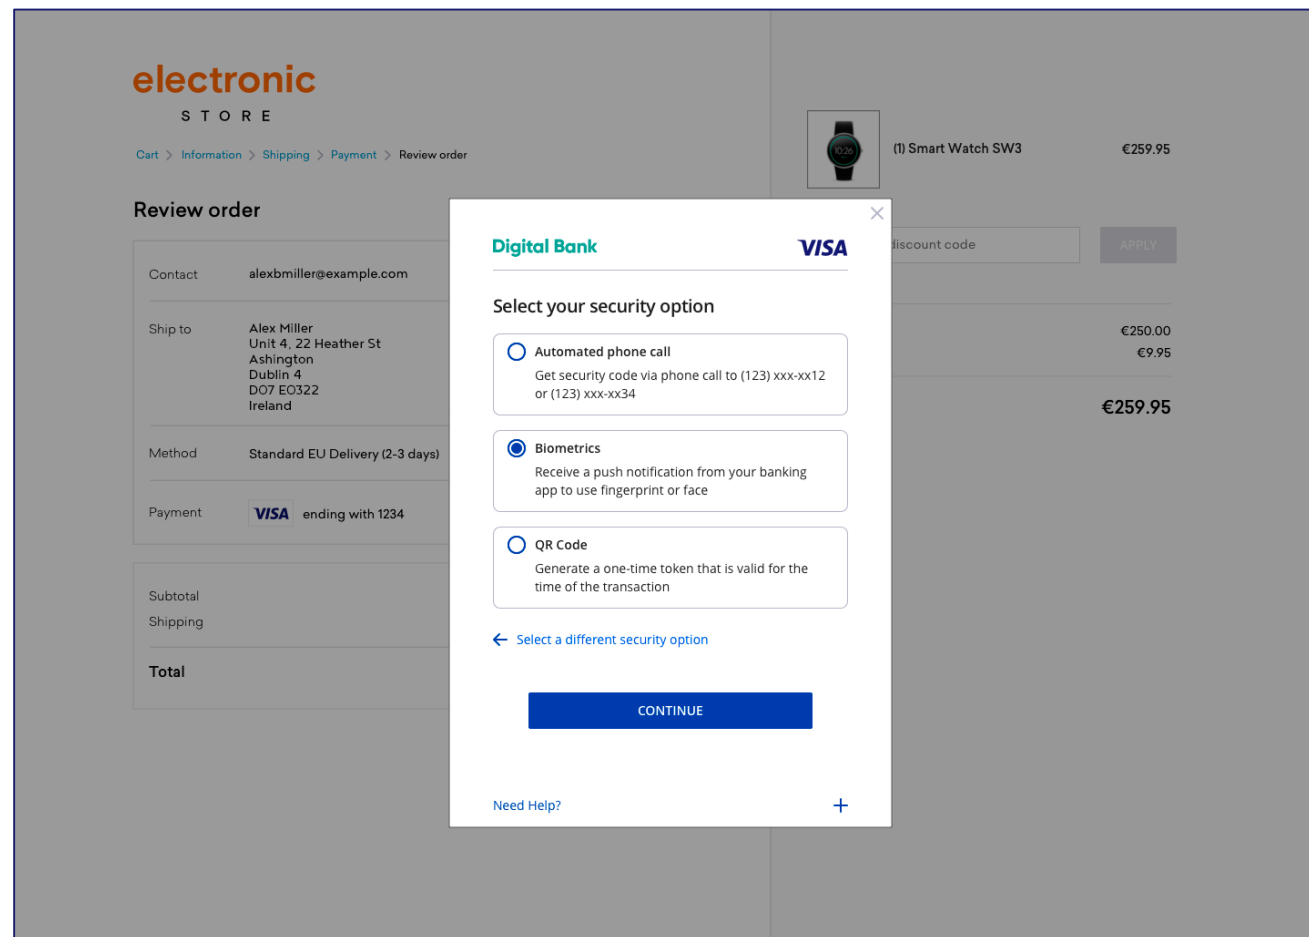 electronic
STORE
Cart > Information > Shipping > Payment > Review order
Review order
Contact alexbmiller@example.com
Ship to Alex Miller
Unit 4, 22 Heather St
Ashington
Dublin 4
D07 E0322
Ireland
Method Standard EU Delivery (2-3 days)
Payment VISA ending with 1234
Subtotal
Shipping
Total
Digital Bank VISA
Select your security option
Automated phone call
Get security code via phone call to (123) xxx-xx12
or (123) xxx-xx34
Biometrics
Receive a push notification from your banking
app to use fingerprint or face
QR Code
Generate a one-time token that is valid for the
time of the transaction
Select a different security option
CONTINUE
Need Help?
10:26
(1) Smart Watch SW3 €259.95
discount code APPLY
€250.00
€9.95
€259.95